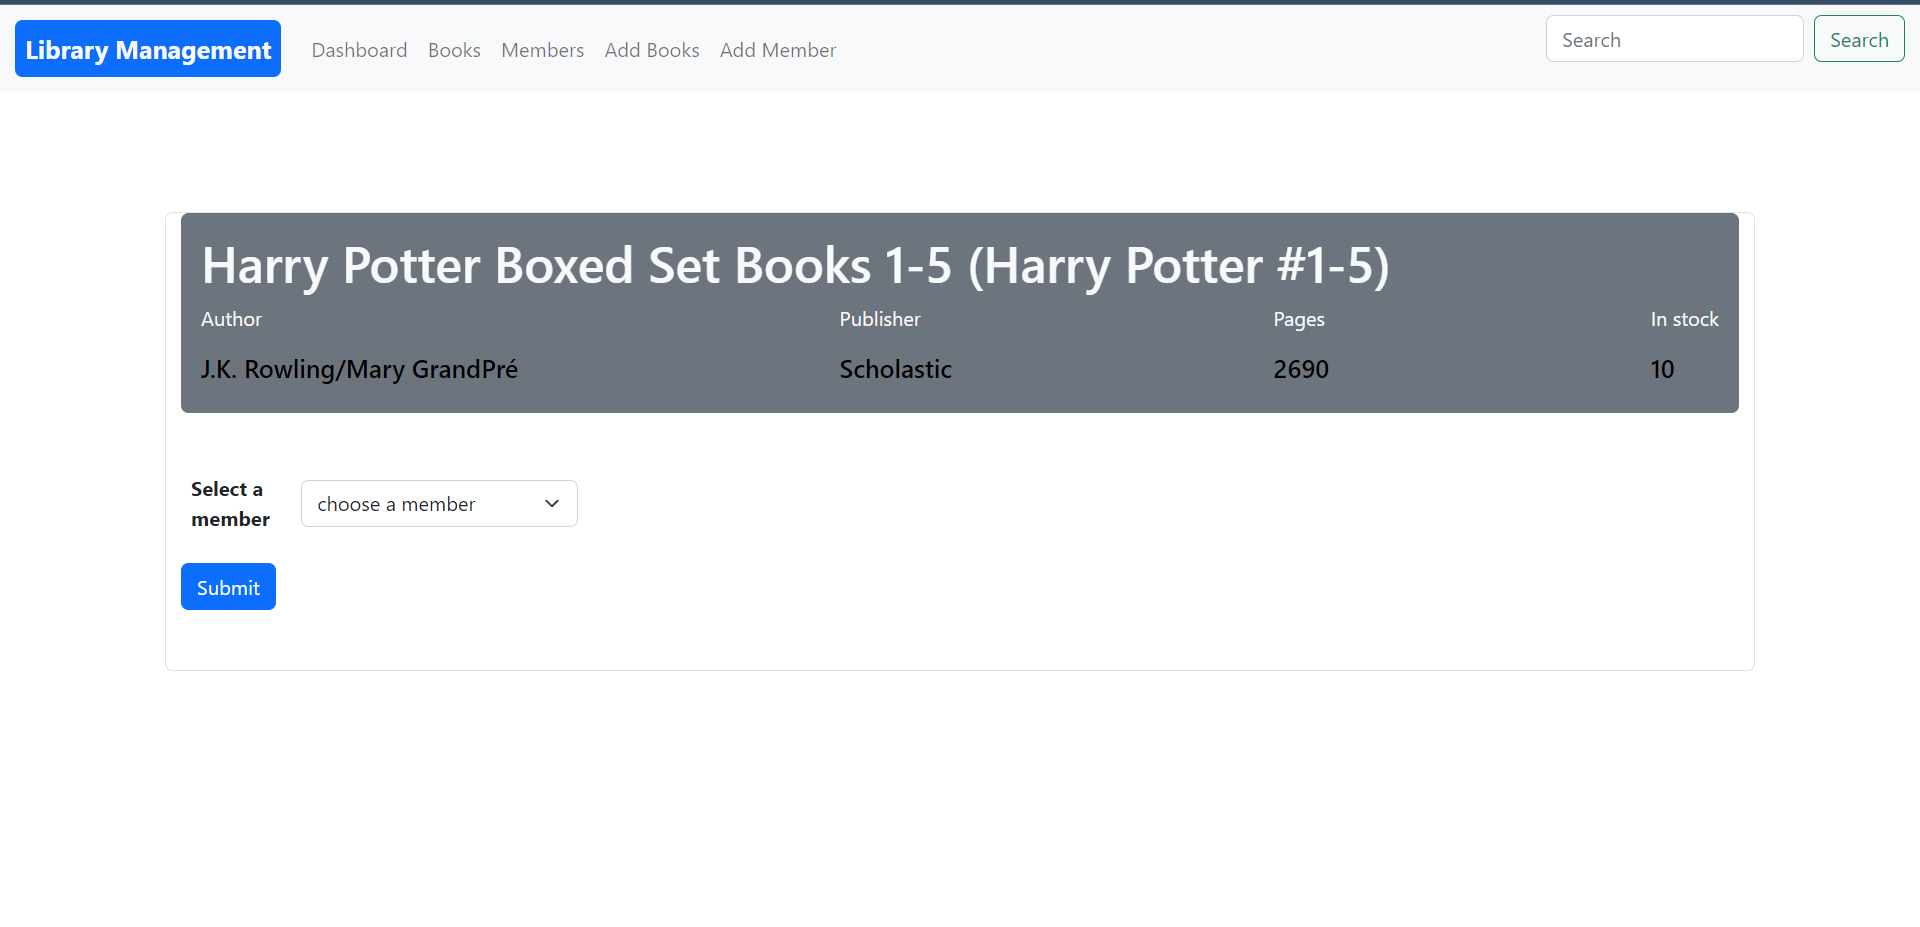 Library Management Dashboard Books Members Add Books Add Member Search Search
Harry Potter Boxed Set Books 1-5 (Harry Potter #1-5)
Author Publisher Pages In stock
J.K. Rowling/Mary GrandPré Scholastic 2690 10
Select a
member
choose a member
Submit